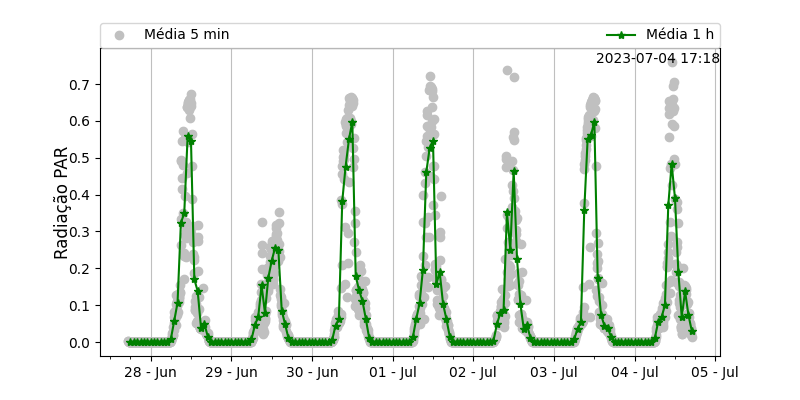 Média 5 min
Média 1 h
2023-07-04 17:18
Radiação PAR
0.7
0.6
0.5
0.4
0.3
0.2
0.1
0.0
28 - Jun
29 - Jun
30 - Jun
01 - Jul
02 - Jul
03 - Jul
04 - Jul
05 - Jul